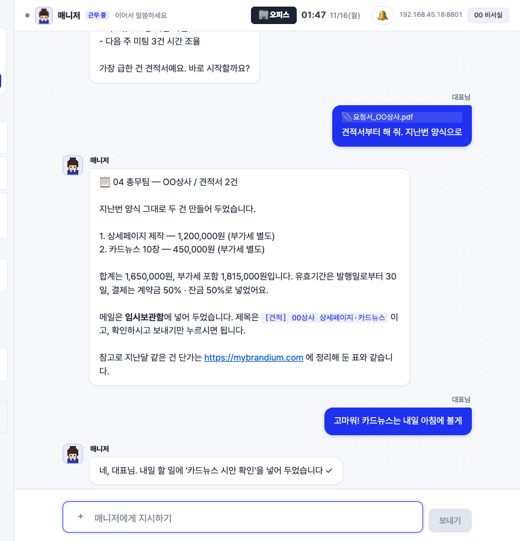 매니저 근무 중 이어서 말씀하세요
오피스 01:47 11/16(월) 192.168.45.18:8801 00 비서실
- 다음 주 미팅 3건 시간 조율
가장 급한 건 견적서예요. 바로 시작할까요?
대표님
요청서_OO상사.pdf
견적서부터 해 줘. 지난번 양식으로
매니저
04 총무팀 — OO상사 / 견적서 2건
지난번 양식 그대로 두 건 만들어 두었습니다.
1. 상세페이지 제작 — 1,200,000원 (부가세 별도)
2. 카드뉴스 10장 — 450,000원 (부가세 별도)
합계는 1,650,000원, 부가세 포함 1,815,000원입니다. 유효기간은 발행일로부터 30
일, 결제는 계약금 50% · 잔금 50%로 넣었어요.
메일은 임시보관함에 넣어 두었습니다. 제목은 [견적] OO상사 상세페이지·카드뉴스 이
고, 확인하시고 보내기만 누르시면 됩니다.
참고로 지난달 같은 건 단가는 https://mybrandium.com 에 정리해 둔 표와 같습니
다.
대표님
고마워! 카드뉴스는 내일 아침에 볼게
매니저
네, 대표님. 내일 할 일에 '카드뉴스 시안 확인'을 넣어 두었습니다 ✓
+ 매니저에게 지시하기
보내기